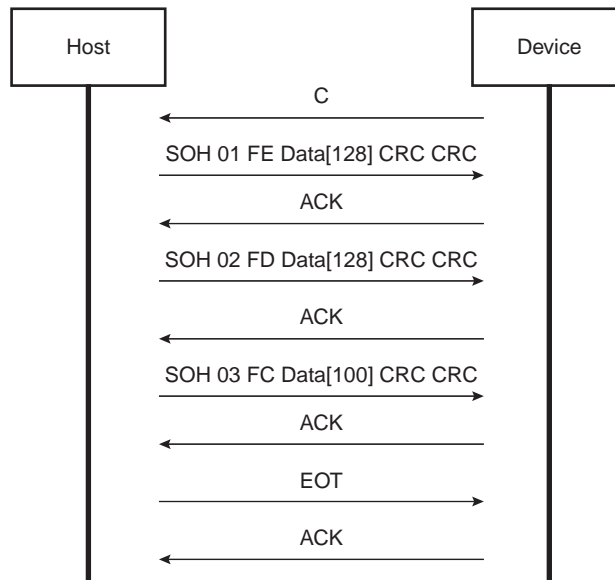 Host
Device
C
SOH 01 FE Data[128] CRC CRC
ACK
SOH 02 FD Data[128] CRC CRC
ACK
SOH 03 FC Data[100] CRC CRC
ACK
EOT
ACK